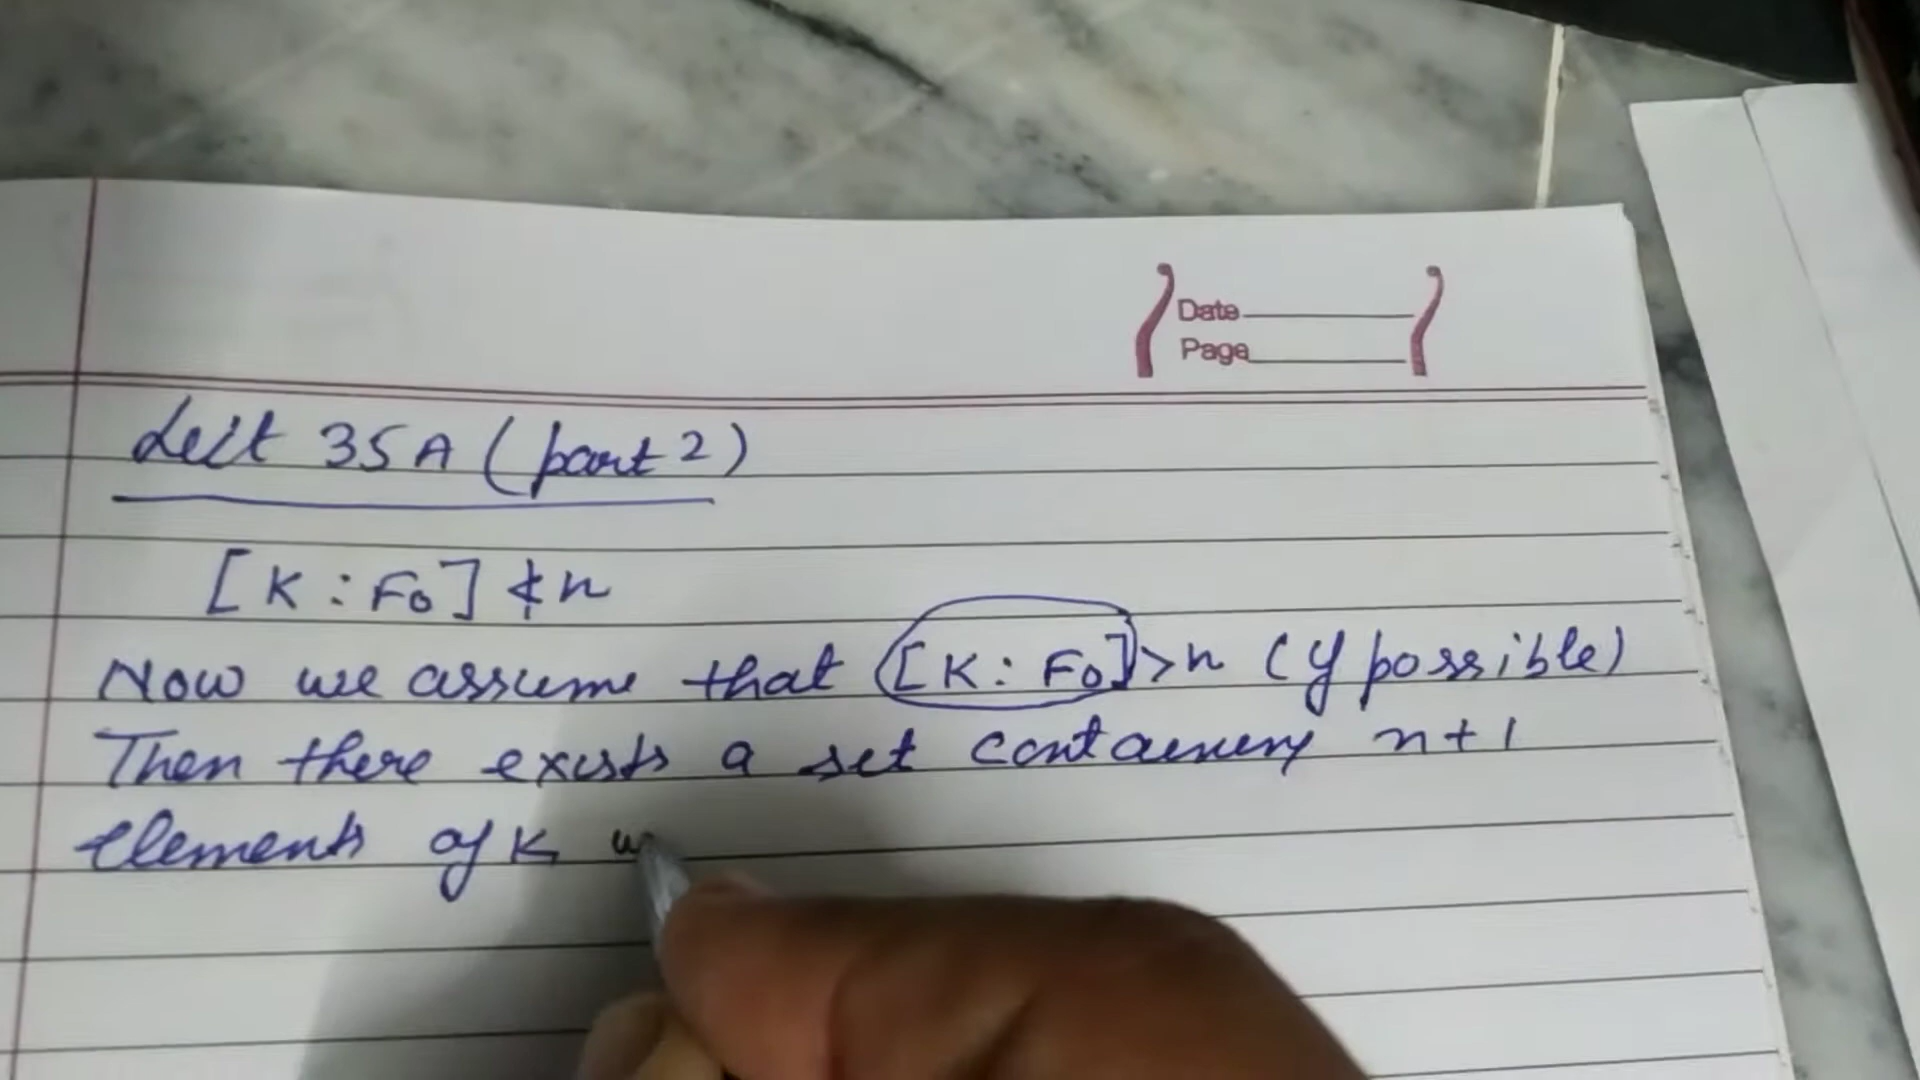 Date
Page
Lect 35A (part 2)
[K : F₀] ≮ n
Now we assume that [K : F₀] > n (if possible)
Then there exists a set containing n+1
elements of K w